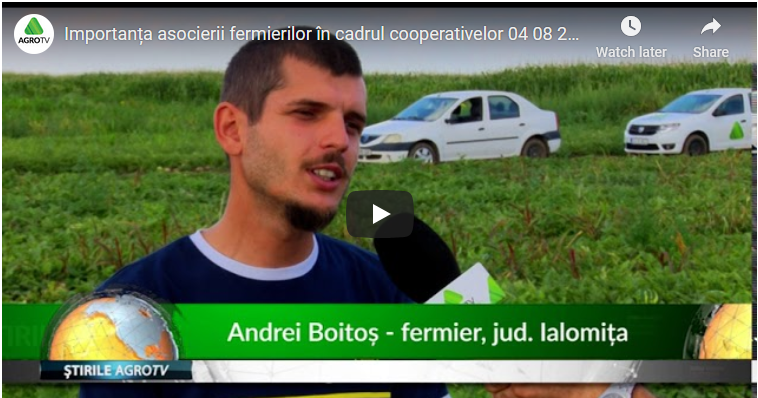 AGROTV
Importanța asocierii fermierilor în cadrul cooperativelor 04 08 2...
Watch later
Share
Andrei Boitoș - fermier, jud. Ialomița
ȘTIRILE AGROTV